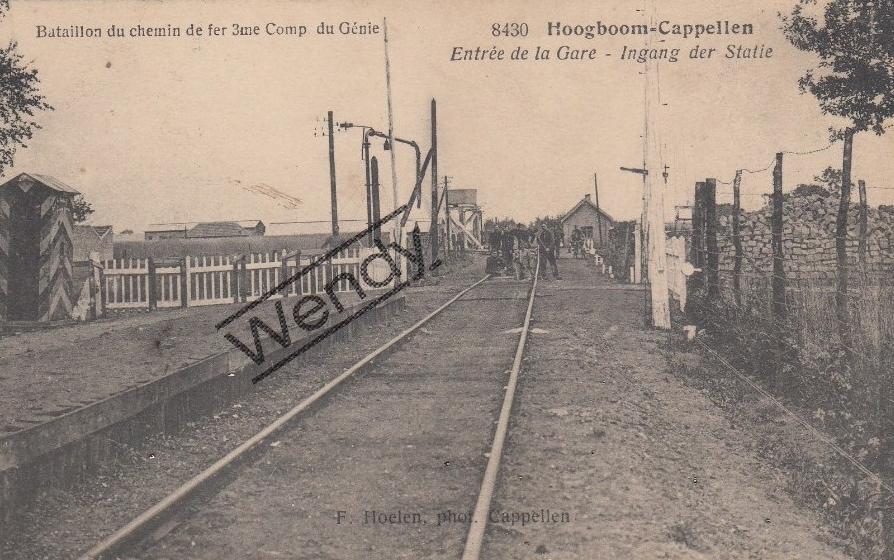 Bataillon du chemin de fer 3me Comp du Génie
8430 Hoogboom-Cappellen
Entrée de la Gare - Ingang der Statie
Wendy
F. Hoelen, phot. Cappellen